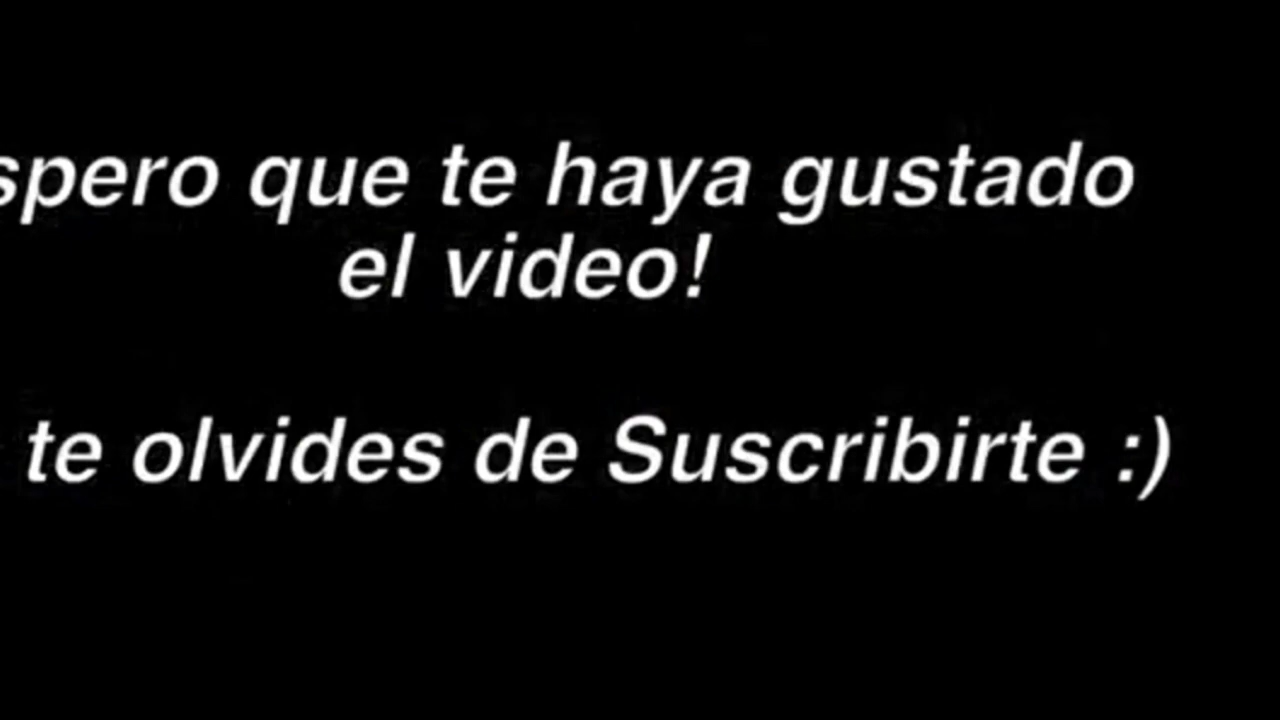 spero que te haya gustado
el video!
te olvides de Suscribirte :)